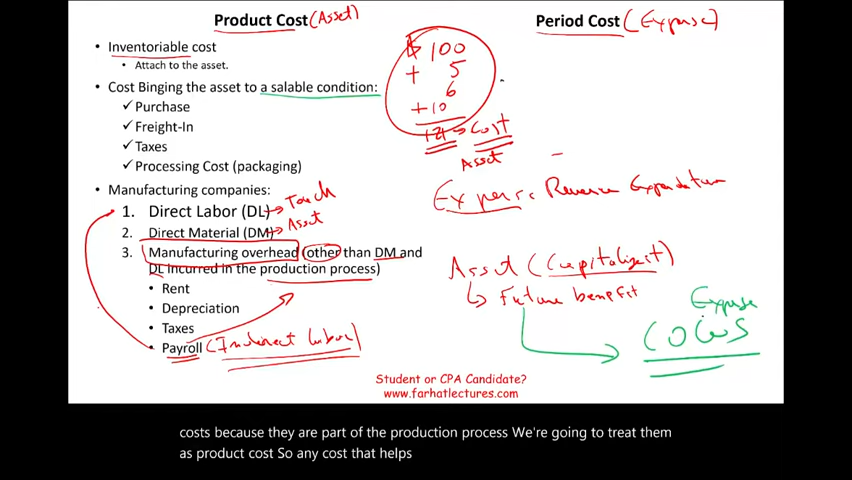 Product Cost (Asset)
• Inventoriable cost
• Attach to the asset.
• Cost Binging the asset to a salable condition:
✓ Purchase
✓ Freight-In
✓ Taxes
✓ Processing Cost (packaging)
• Manufacturing companies:
1. Direct Labor (DL) → Touch
2. Direct Material (DM) → Asset
3. Manufacturing overhead (other than DM and
DL incurred in the production process)
• Rent
• Depreciation
• Taxes
• Payroll (Indirect Labor)
Period Cost (Expense)
$ 100
+ 5
6
+ 10
121 → Cost
Asset
Expense: Revenue Expenditure
Asset (Capitalized)
Future benefit
Expense
COGS
Student or CPA Candidate?
www.farhatlectures.com
costs because they are part of the production process We're going to treat them
as product cost So any cost that helps